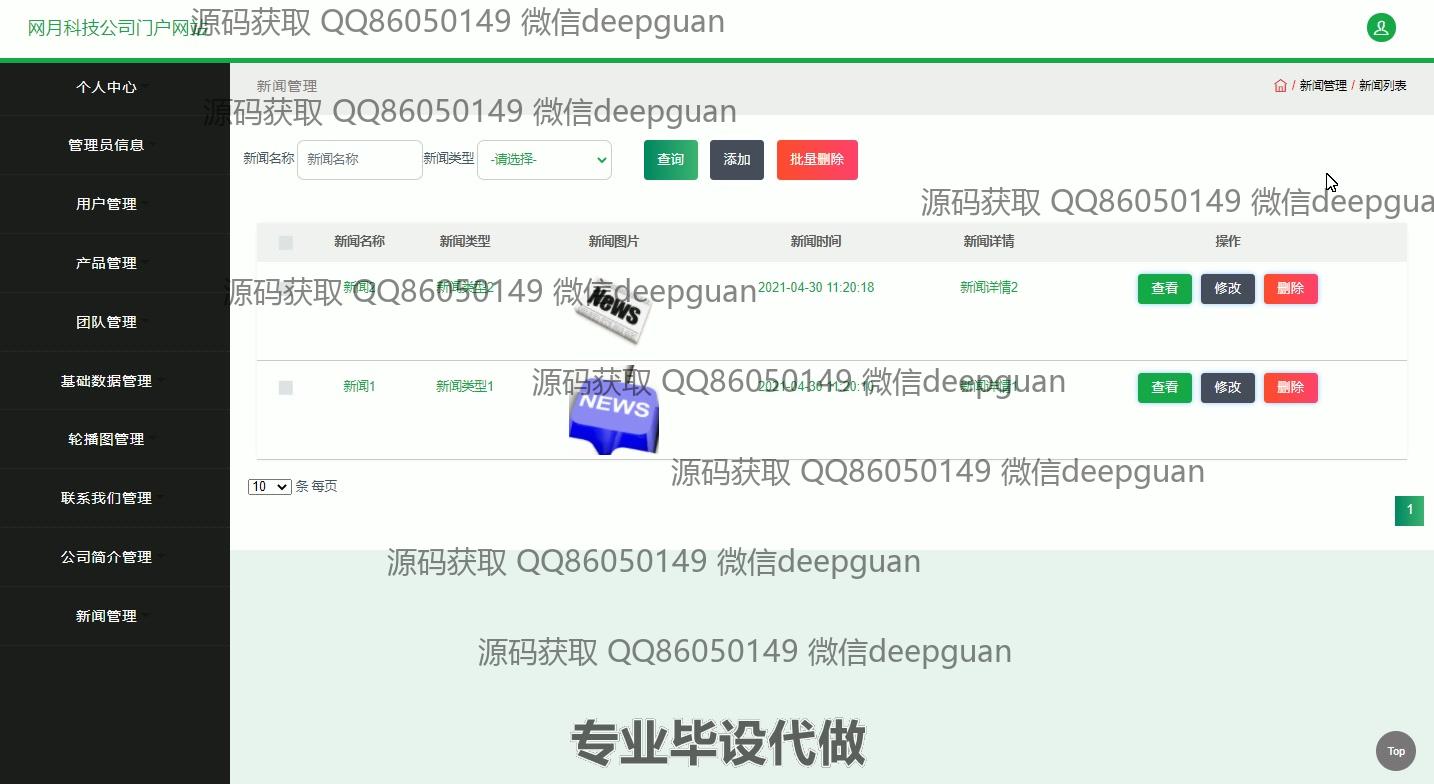 网月科技公司门户网站
源码获取 QQ86050149 微信deepguan
个人中心
新闻管理
/ 新闻管理 / 新闻列表
源码获取 QQ86050149 微信deepguan
管理员信息
新闻名称 新闻名称 新闻类型 -请选择- 查询 添加 批量删除
用户管理
源码获取 QQ86050149 微信deepgua
新闻名称 新闻类型 新闻图片 新闻时间 新闻详情 操作
产品管理
新闻2 新闻类型2 News 2021-04-30 11:20:18 新闻详情2 查看 修改 删除
源码获取 QQ86050149 微信deepguan
团队管理
基础数据管理
新闻1 新闻类型1 NEWS 2021-04-30 11:20:10 新闻详情1 查看 修改 删除
源码获取 QQ86050149 微信deepguan
轮播图管理
源码获取 QQ86050149 微信deepguan
10 条 每页
联系我们管理
1
公司简介管理
源码获取 QQ86050149 微信deepguan
新闻管理
源码获取 QQ86050149 微信deepguan
专业毕设代做
Top